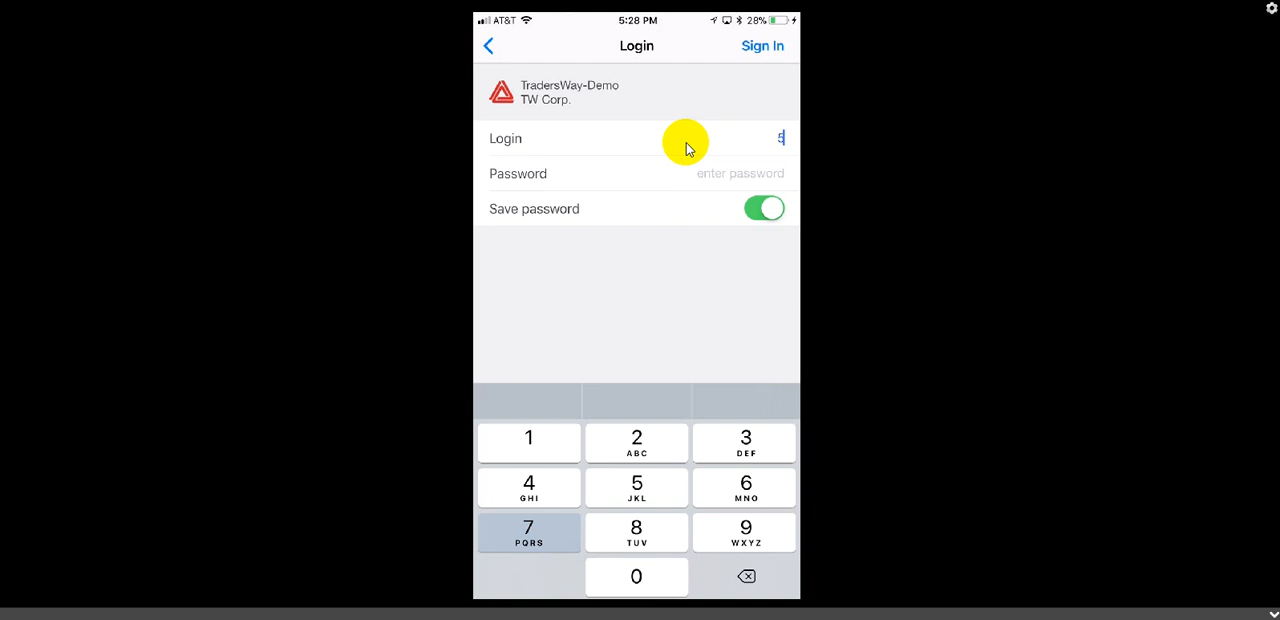 AT&T 5:28 PM 28%
Login Sign In
TradersWay-Demo
TW Corp.
Login 5
Password enter password
Save password
1 2 3
ABC DEF
4 5 6
GHI JKL MNO
7 8 9
PQRS TUV WXYZ
0